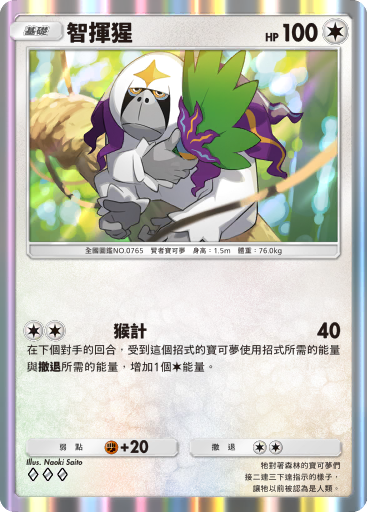 基礎 智揮猩 HP 100
全國圖鑑NO.0765 賢者寶可夢 身高：1.5m 體重：76.0kg
猴計 40
在下個對手的回合，受到這個招式的寶可夢使用招式所需的能量
與撤退所需的能量，增加1個能量。
弱點 +20 撤退
Illus. Naoki Saito
牠對著森林的寶可夢們
接二連三下達指示的樣子，
讓牠以前被認為是人類。